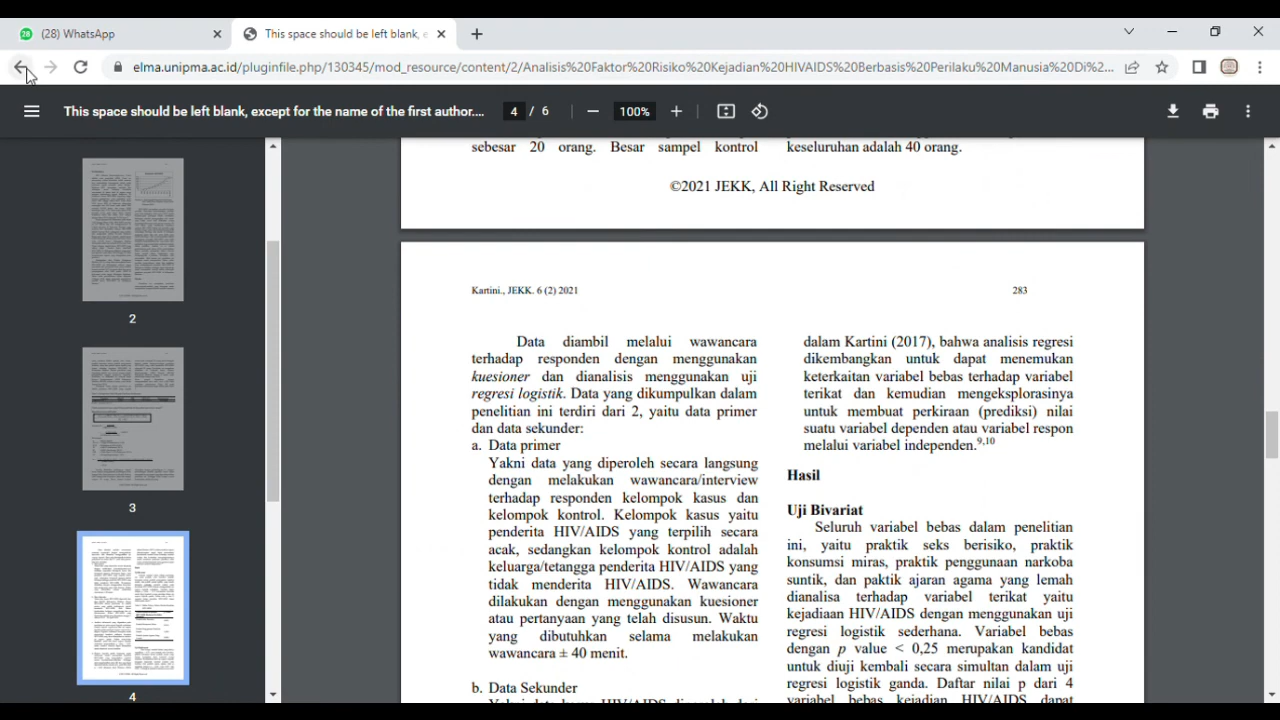 28 (28) WhatsApp
This space should be left blank, e
elma.unipma.ac.id/pluginfile.php/130345/mod_resource/content/2/Analisis%20Faktor%20Risiko%20Kejadian%20HIVAIDS%20Berbasis%20Perilaku%20Manusia%20Di%2...
This space should be left blank, except for the name of the first author.... 4 / 6 100%
2
3
4
sebesar 20 orang. Besar sampel kontrol
keseluruhan adalah 40 orang.
©2021 JEKK, All Right Reserved
Kartini., JEKK. 6 (2) 2021 283
Data diambil melalui wawancara
terhadap responden dengan menggunakan
kuesioner dan dianalisis menggunakan uji
regresi logistik. Data yang dikumpulkan dalam
penelitian ini terdiri dari 2, yaitu data primer
dan data sekunder:
a. Data primer
Yakni data yang diperoleh secara langsung
dengan melakukan wawancara/interview
terhadap responden kelompok kasus dan
kelompok kontrol. Kelompok kasus yaitu
penderita HIV/AIDS yang terpilih secara
acak, sedangkan kelompok kontrol adalah
keluarga/tetangga penderita HIV/AIDS yang
tidak menderita HIV/AIDS. Wawancara
dilakukan dengan menggunakan kuesioner
atau pertanyaan yang telah disusun. Waktu
yang dibutuhkan selama melakukan
wawancara ± 40 menit.
b. Data Sekunder
dalam Kartini (2017), bahwa analisis regresi
dikembangkan untuk dapat menemukan
keterkaitan variabel bebas terhadap variabel
terikat dan kemudian mengeksplorasinya
untuk membuat perkiraan (prediksi) nilai
suatu variabel dependen atau variabel respon
melalui variabel independen.9,10
Hasil
Uji Bivariat
Seluruh variabel bebas dalam penelitian
ini, yaitu praktik seks berisiko, praktik
konsumsi miras, praktik penggunaan narkoba
suntik, dan paktik ajaran agama yang lemah
dianalisis terhadap variabel terikat yaitu
kejadian HIV/AIDS dengan menggunakan uji
regresi logistik sederhana. Variabel bebas
dengan p value < 0,25 merupakan kandidat
untuk diuji kembali secara simultan dalam uji
regresi logistik ganda. Daftar nilai p dari 4
variabel bebas kejadian HIV/AIDS dapat